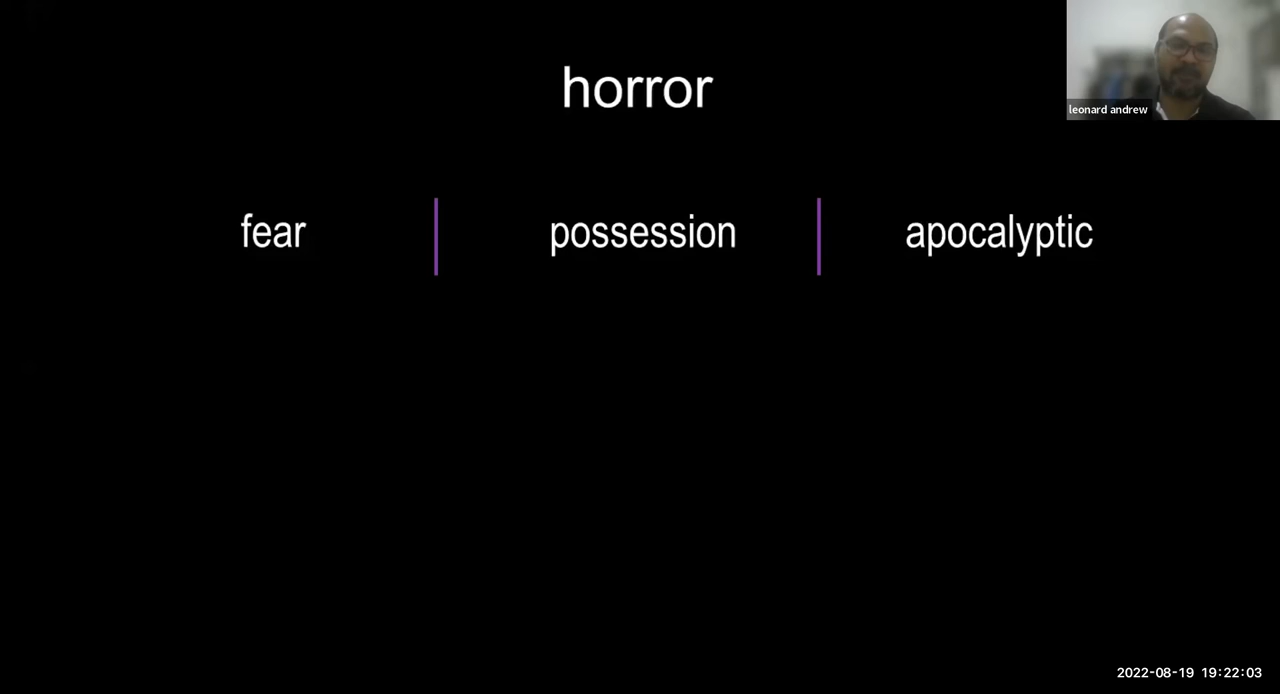 horror
leonard andrew
fear
possession
apocalyptic
2022-08-19 19:22:03